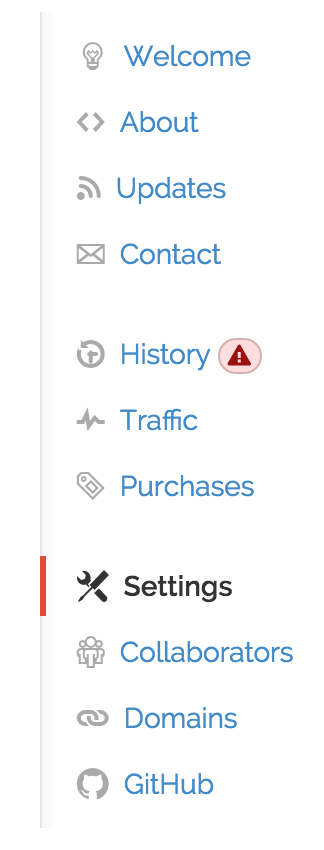 Welcome
About
Updates
Contact
History
Traffic
Purchases
Settings
Collaborators
Domains
GitHub